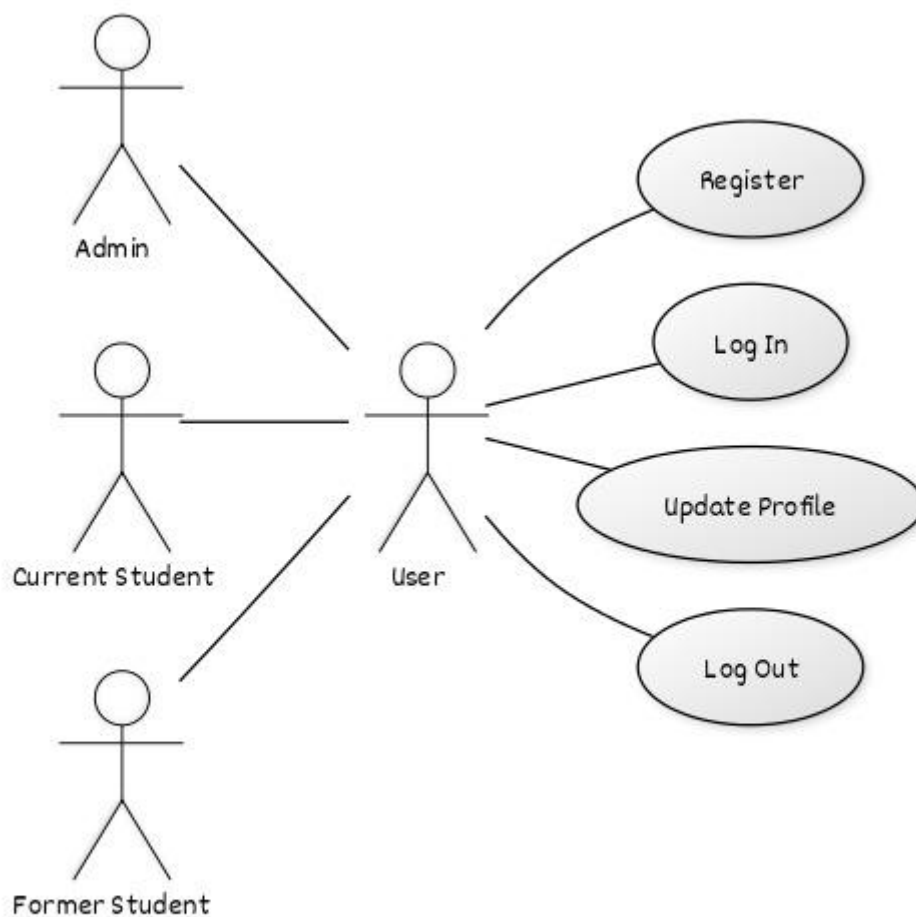 Admin
Current Student
Former Student
User
Register
Log In
Update Profile
Log Out